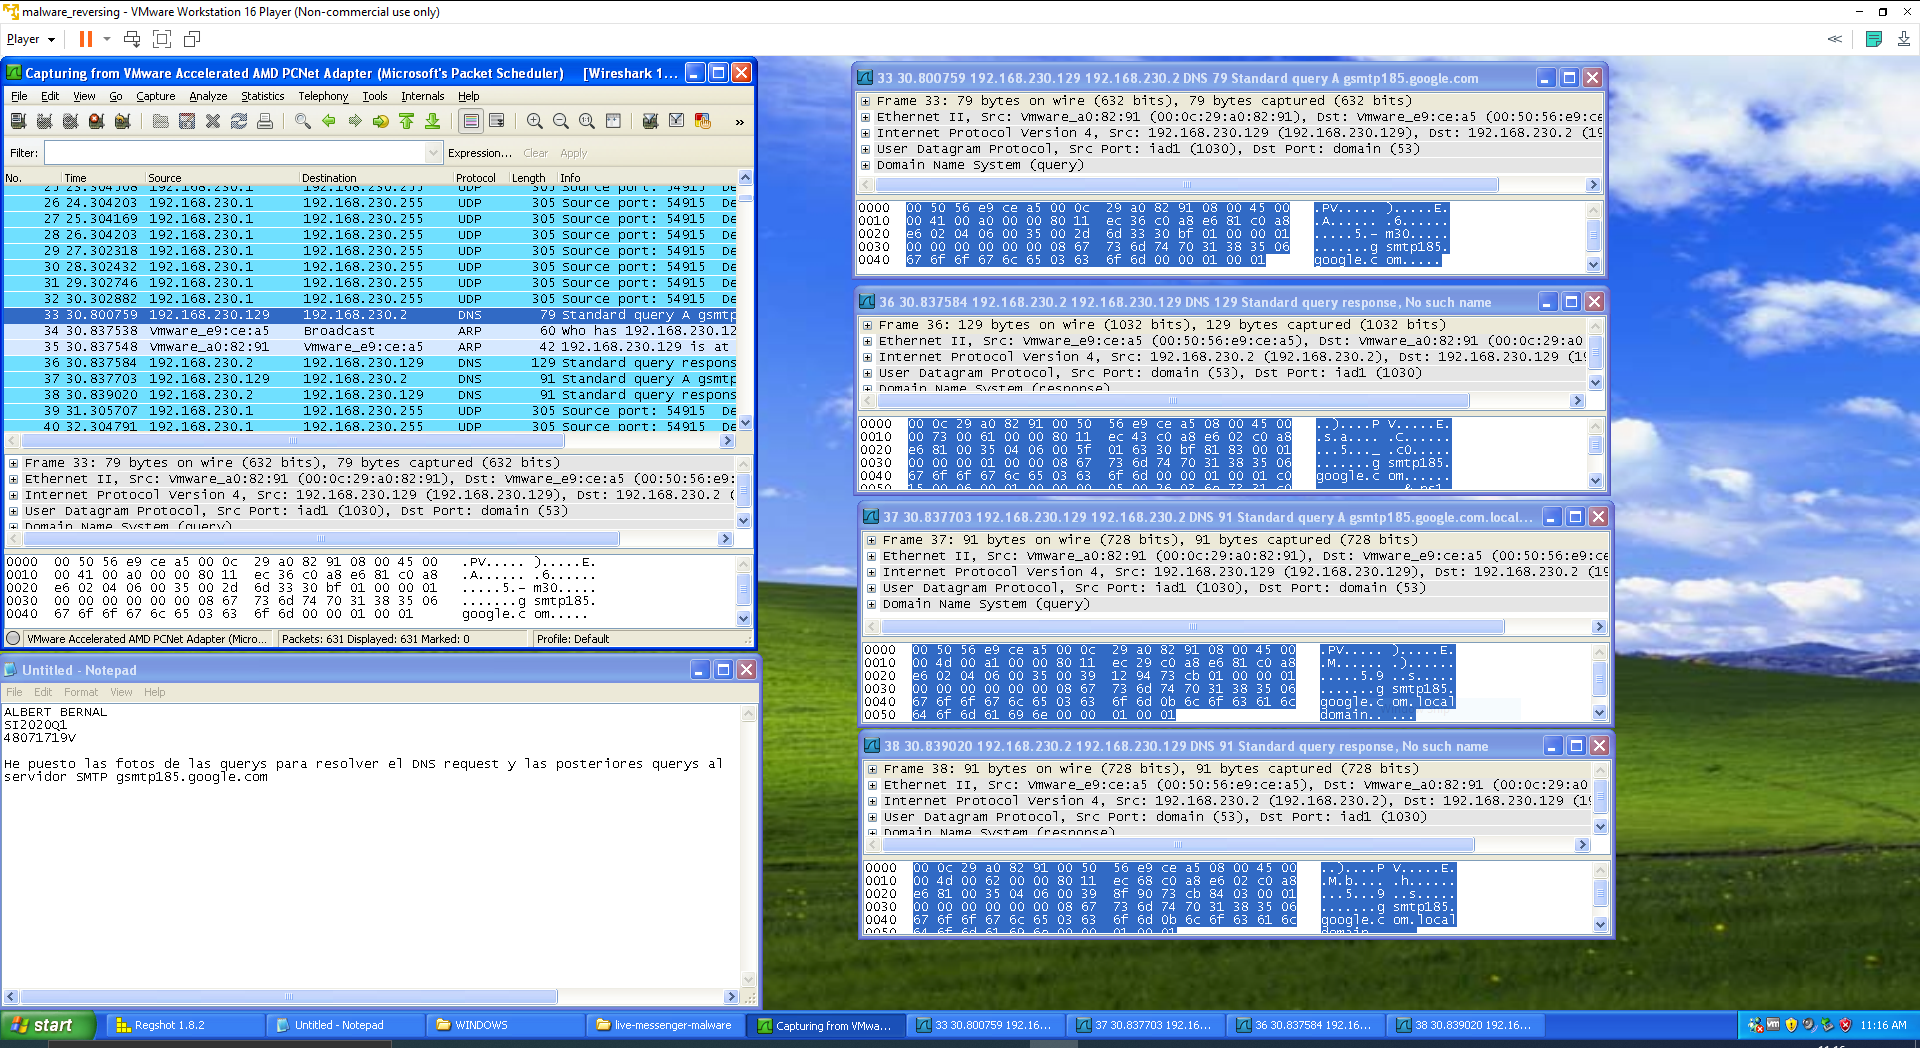 malware_reversing - VMware Workstation 16 Player (Non-commercial use only)
Player
Capturing from VMware Accelerated AMD PCNet Adapter (Microsoft's Packet Scheduler) [Wireshark 1...
File Edit View Go Capture Analyze Statistics Telephony Tools Internals Help
Filter: Expression... Clear Apply
No. Time Source Destination Protocol Length Info
25 23.304508 192.168.230.1 192.168.230.255 UDP 305 Source port: 54915 De
26 24.304203 192.168.230.1 192.168.230.255 UDP 305 Source port: 54915 De
27 25.304169 192.168.230.1 192.168.230.255 UDP 305 Source port: 54915 De
28 26.304203 192.168.230.1 192.168.230.255 UDP 305 Source port: 54915 De
29 27.302318 192.168.230.1 192.168.230.255 UDP 305 Source port: 54915 De
30 28.302432 192.168.230.1 192.168.230.255 UDP 305 Source port: 54915 De
31 29.302746 192.168.230.1 192.168.230.255 UDP 305 Source port: 54915 De
32 30.302882 192.168.230.1 192.168.230.255 UDP 305 Source port: 54915 De
33 30.800759 192.168.230.129 192.168.230.2 DNS 79 Standard query A gsmtp
34 30.837538 Vmware_e9:ce:a5 Broadcast ARP 60 Who has 192.168.230.12
35 30.837548 Vmware_a0:82:91 Vmware_e9:ce:a5 ARP 42 192.168.230.129 is at
36 30.837584 192.168.230.2 192.168.230.129 DNS 129 Standard query respons
37 30.837703 192.168.230.129 192.168.230.2 DNS 91 Standard query A gsmtp
38 30.839020 192.168.230.2 192.168.230.129 DNS 91 Standard query respons
39 31.305707 192.168.230.1 192.168.230.255 UDP 305 Source port: 54915 De
40 32.304791 192.168.230.1 192.168.230.255 UDP 305 Source port: 54915 De
Frame 33: 79 bytes on wire (632 bits), 79 bytes captured (632 bits)
Ethernet II, Src: Vmware_a0:82:91 (00:0c:29:a0:82:91), Dst: Vmware_e9:ce:a5 (00:50:56:e9:
Internet Protocol Version 4, Src: 192.168.230.129 (192.168.230.129), Dst: 192.168.230.2 (
User Datagram Protocol, Src Port: iad1 (1030), Dst Port: domain (53)
Domain Name System (query)
0000 00 50 56 e9 ce a5 00 0c 29 a0 82 91 08 00 45 00 .PV..... ).....E.
0010 00 41 00 a0 00 00 80 11 ec 36 c0 a8 e6 81 c0 a8 .A...... .6......
0020 e6 02 04 06 00 35 00 2d 6d 33 30 bf 01 00 00 01 .....5.- m30.....
0030 00 00 00 00 00 00 08 67 73 6d 74 70 31 38 35 06 .......g smtp185.
0040 67 6f 6f 67 6c 65 03 63 6f 6d 00 00 01 00 01 google.c om.....
VMware Accelerated AMD PCNet Adapter (Micro... Packets: 631 Displayed: 631 Marked: 0 Profile: Default
Untitled - Notepad
File Edit Format View Help
ALBERT BERNAL
SI2020Q1
48071719V
He puesto las fotos de las querys para resolver el DNS request y las posteriores querys al
servidor SMTP gsmtp185.google.com
33 30.800759 192.168.230.129 192.168.230.2 DNS 79 Standard query A gsmtp185.google.com
Frame 33: 79 bytes on wire (632 bits), 79 bytes captured (632 bits)
Ethernet II, Src: Vmware_a0:82:91 (00:0c:29:a0:82:91), Dst: Vmware_e9:ce:a5 (00:50:56:e9:ce
Internet Protocol Version 4, Src: 192.168.230.129 (192.168.230.129), Dst: 192.168.230.2 (19
User Datagram Protocol, Src Port: iad1 (1030), Dst Port: domain (53)
Domain Name System (query)
0000 00 50 56 e9 ce a5 00 0c 29 a0 82 91 08 00 45 00 .PV..... ).....E.
0010 00 41 00 a0 00 00 80 11 ec 36 c0 a8 e6 81 c0 a8 .A...... .6......
0020 e6 02 04 06 00 35 00 2d 6d 33 30 bf 01 00 00 01 .....5.- m30.....
0030 00 00 00 00 00 00 08 67 73 6d 74 70 31 38 35 06 .......g smtp185.
0040 67 6f 6f 67 6c 65 03 63 6f 6d 00 00 01 00 01 google.c om.....
36 30.837584 192.168.230.2 192.168.230.129 DNS 129 Standard query response, No such name
Frame 36: 129 bytes on wire (1032 bits), 129 bytes captured (1032 bits)
Ethernet II, Src: Vmware_e9:ce:a5 (00:50:56:e9:ce:a5), Dst: Vmware_a0:82:91 (00:0c:29:a0
Internet Protocol Version 4, Src: 192.168.230.2 (192.168.230.2), Dst: 192.168.230.129 (19
User Datagram Protocol, Src Port: domain (53), Dst Port: iad1 (1030)
Domain Name System (response)
0000 00 0c 29 a0 82 91 00 50 56 e9 ce a5 08 00 45 00 ..)....P V.....E.
0010 00 73 00 61 00 00 80 11 ec 43 c0 a8 e6 02 c0 a8 .s.a.... .C......
0020 e6 81 00 35 04 06 00 5f 01 63 30 bf 81 83 00 01 ...5..._ .c0.....
0030 00 00 00 01 00 00 08 67 73 6d 74 70 31 38 35 06 .......g smtp185.
0040 67 6f 6f 67 6c 65 03 63 6f 6d 00 00 01 00 01 c0 google.c om......
37 30.837703 192.168.230.129 192.168.230.2 DNS 91 Standard query A gsmtp185.google.com.local...
Frame 37: 91 bytes on wire (728 bits), 91 bytes captured (728 bits)
Ethernet II, Src: Vmware_a0:82:91 (00:0c:29:a0:82:91), Dst: Vmware_e9:ce:a5 (00:50:56:e9:ce
Internet Protocol Version 4, Src: 192.168.230.129 (192.168.230.129), Dst: 192.168.230.2 (19
User Datagram Protocol, Src Port: iad1 (1030), Dst Port: domain (53)
Domain Name System (query)
0000 00 50 56 e9 ce a5 00 0c 29 a0 82 91 08 00 45 00 .PV..... ).....E.
0010 00 4d 00 a1 00 00 80 11 ec 29 c0 a8 e6 81 c0 a8 .M...... .)......
0020 e6 02 04 06 00 35 00 39 12 94 73 cb 01 00 00 01 .....5.9 ..s.....
0030 00 00 00 00 00 00 08 67 73 6d 74 70 31 38 35 06 .......g smtp185.
0040 67 6f 6f 67 6c 65 03 63 6f 6d 0b 6c 6f 63 61 6c google.c om.local
0050 64 6f 6d 61 69 6e 00 00 01 00 01 domain.. ...
38 30.839020 192.168.230.2 192.168.230.129 DNS 91 Standard query response, No such name
Frame 38: 91 bytes on wire (728 bits), 91 bytes captured (728 bits)
Ethernet II, Src: Vmware_e9:ce:a5 (00:50:56:e9:ce:a5), Dst: Vmware_a0:82:91 (00:0c:29:a0
Internet Protocol Version 4, Src: 192.168.230.2 (192.168.230.2), Dst: 192.168.230.129 (19
User Datagram Protocol, Src Port: domain (53), Dst Port: iad1 (1030)
Domain Name System (response)
0000 00 0c 29 a0 82 91 00 50 56 e9 ce a5 08 00 45 00 ..)....P V.....E.
0010 00 4d 00 62 00 00 80 11 ec 68 c0 a8 e6 02 c0 a8 .M.b.... .h......
0020 e6 81 00 35 04 06 00 39 8f 90 73 cb 84 03 00 01 ...5...9 ..s.....
0030 00 00 00 00 00 00 08 67 73 6d 74 70 31 38 35 06 .......g smtp185.
0040 67 6f 6f 67 6c 65 03 63 6f 6d 0b 6c 6f 63 61 6c google.c om.local
0050 64 6f 6d 61 69 6e 00 00 01 00 01 domain
start Regshot 1.8.2 Untitled - Notepad WINDOWS live-messenger-malware Capturing from VMwa... 33 30.800759 192.16... 37 30.837703 192.16... 36 30.837584 192.16... 38 30.839020 192.16... 11:16 AM